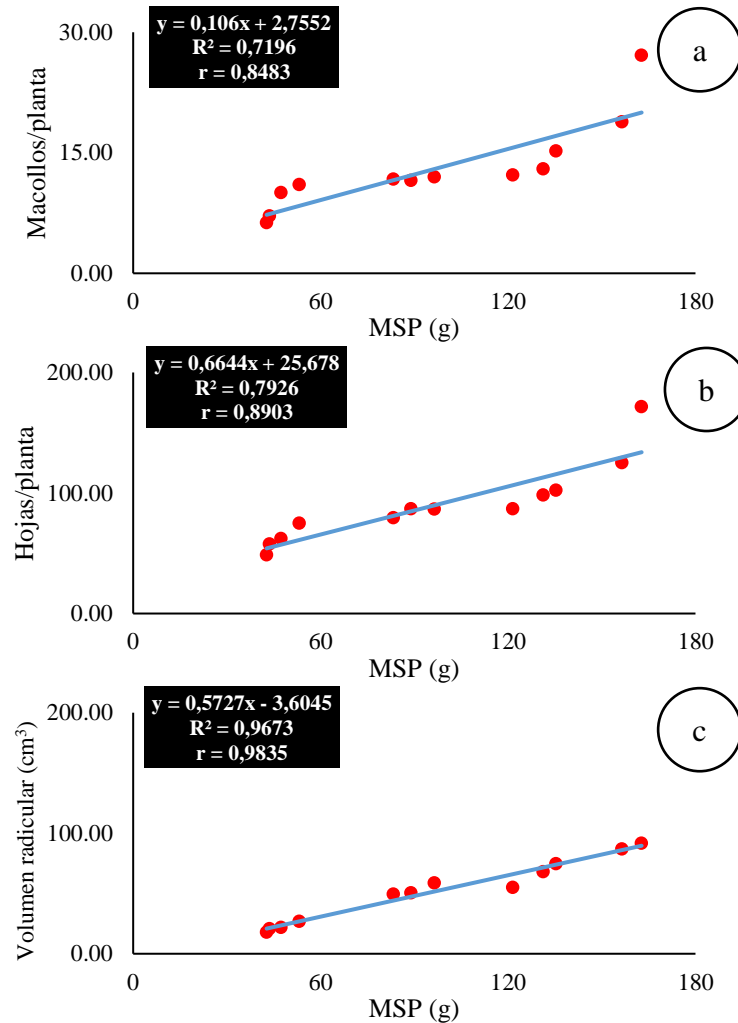 y = 0,106x + 2,7552
R² = 0,7196
r = 0,8483
a
Macollos/planta
30.00
15.00
0.00
0
60
120
180
MSP (g)
y = 0,6644x + 25,678
R² = 0,7926
r = 0,8903
b
Hojas/planta
200.00
100.00
0.00
0
60
120
180
MSP (g)
y = 0,5727x - 3,6045
R² = 0,9673
r = 0,9835
c
Volumen radicular (cm³)
200.00
100.00
0.00
0
60
120
180
MSP (g)